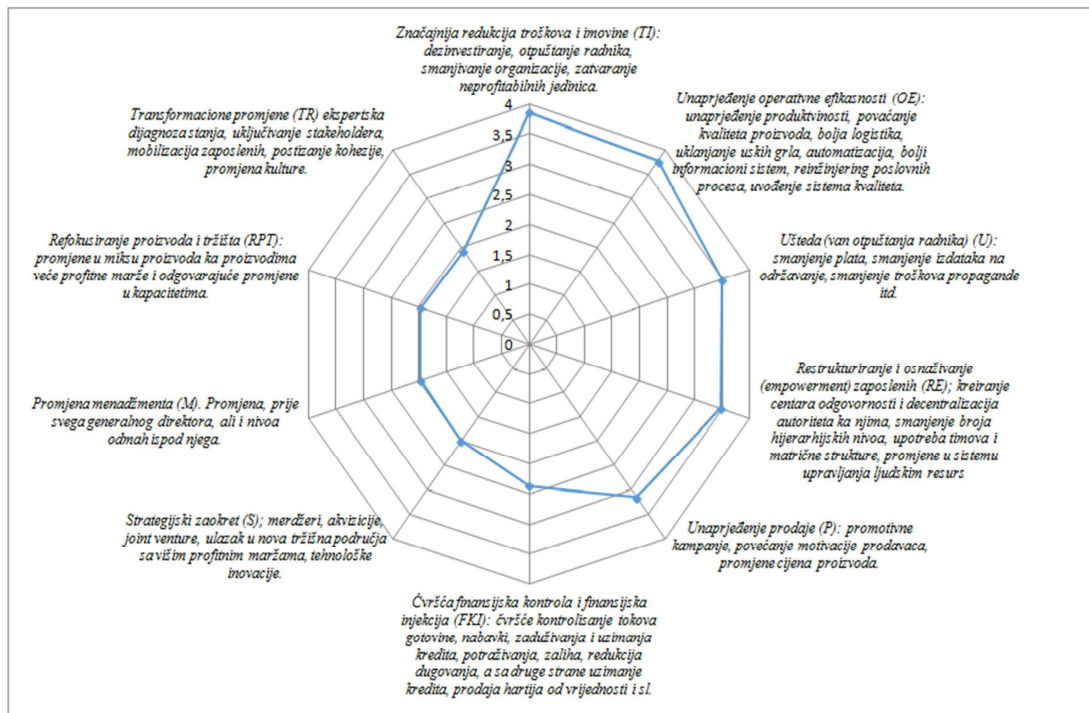 Značajnija redukcija troškova i imovine (TI):
dezinvestiranje, otpuštanje radnika,
smanjivanje organizacije, zatvaranje
neprofitabilnih jedinica.
Unaprjeđenje operativne efikasnosti (OE):
unaprjeđenje produktvinosti, povaćanje
kvaliteta proizvoda, bolja logistika,
uklanjanje uskih grla, automatizacija, bolji
informacioni sistem, reinžinjering poslovnih
procesa, uvođenje sistema kvaliteta.
Ušteda (van otpuštanja radnika) (U):
smanjenje plata, smanjenje izdataka na
održavanje, smanjenje troškova propagande
itd.
Restrukturiranje i osnaživanje
(empowerment) zaposlenih (RE); kreiranje
centara odgovornosti i decentralizacija
autoriteta ka njima, smanjenje broja
hijerarhijskih nivoa, upotreba timova i
matrične strukture, promjene u sistemu
upravljanja ljudskim resurs
Unaprjeđenje prodaje (P): promotivne
kampanje, povećanje motivacije prodavaca,
promjene cijena proizvoda.
Čvršća finansijska kontrola i finansijska
injekcija (FKI): čvršće kontrolisanje tokova
gotovine, nabavki, zaduživanja i uzimanja
kredita, potraživanja, zaliha, redukcija
dugovanja, a sa druge strane uzimanje
kredita, prodaja hartija od vrijednosti i sl.
Strategijski zaokret (S); merdžeri, akvizicije,
joint venture, ulazak u nova tržišna područja
sa višim profitnim maržama, tehnološke
inovacije.
Promjena menadžmenta (M). Promjena, prije
svega generalnog direktora, ali i nivoa
odmah ispod njega.
Refokusiranje proizvoda i tržišta (RPT):
promjene u miksu proizvoda ka proizvodima
veće profitne marže i odgovarajuće promjene
u kapacitetima.
Transformacione promjene (TR) ekspertska
dijagnoza stanja, uključivanje stakeholdera,
mobilizacija zaposlenih, postizanje kohezije,
promjena kulture.
4
3,5
3
2,5
2
1,5
1
0,5
0